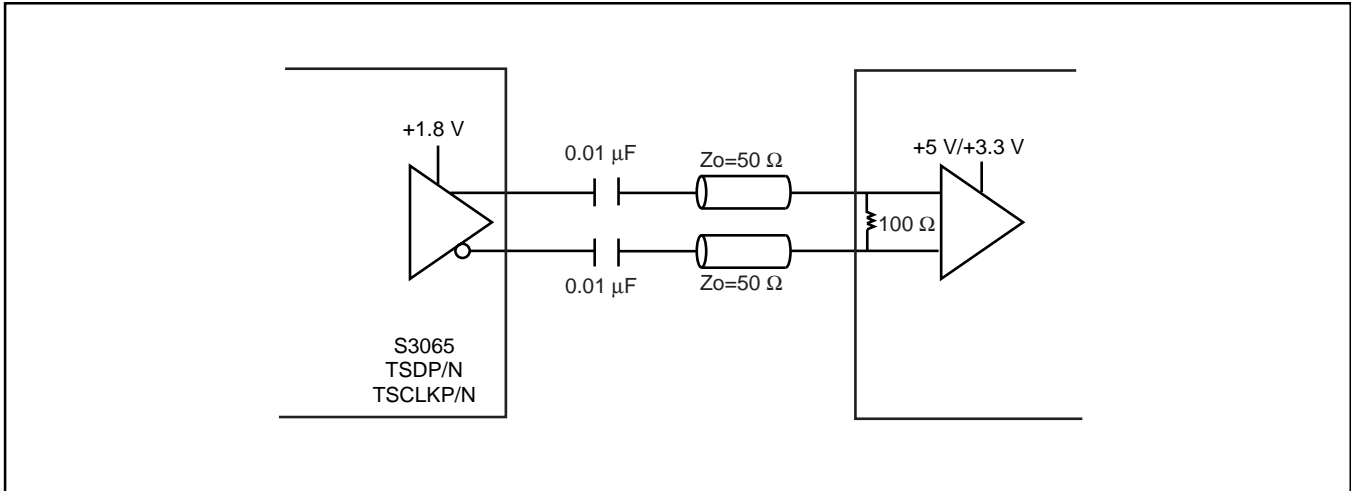 +1.8 V
0.01 μF
Zo=50 Ω
+5 V/+3.3 V
100 Ω
0.01 μF
Zo=50 Ω
S3065
TSDP/N
TSCLKP/N